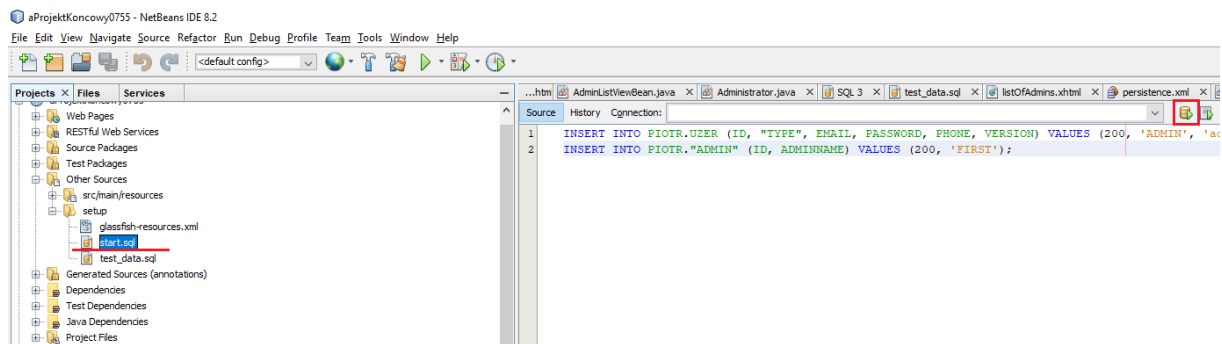 aProjektKoncowy0755 - NetBeans IDE 8.2
File Edit View Navigate Source Refactor Run Debug Profile Team Tools Window Help
<default config>
Projects Files Services
...htm AdminListViewBean.java Administrator.java SQL 3 test_data.sql listOfAdmins.xhtml persistence.xml
aProjektKoncowy0755
Source History Connection:
Web Pages
RESTful Web Services
Source Packages
Test Packages
Other Sources
src/main/resources
setup
glassfish-resources.xml
start.sql
test_data.sql
Generated Sources (annotations)
Dependencies
Test Dependencies
Java Dependencies
Project Files
1 INSERT INTO PIOTR.UZER (ID, "TYPE", EMAIL, PASSWORD, PHONE, VERSION) VALUES (200, 'ADMIN',
2 INSERT INTO PIOTR."ADMIN" (ID, ADMINNAME) VALUES (200, 'FIRST');